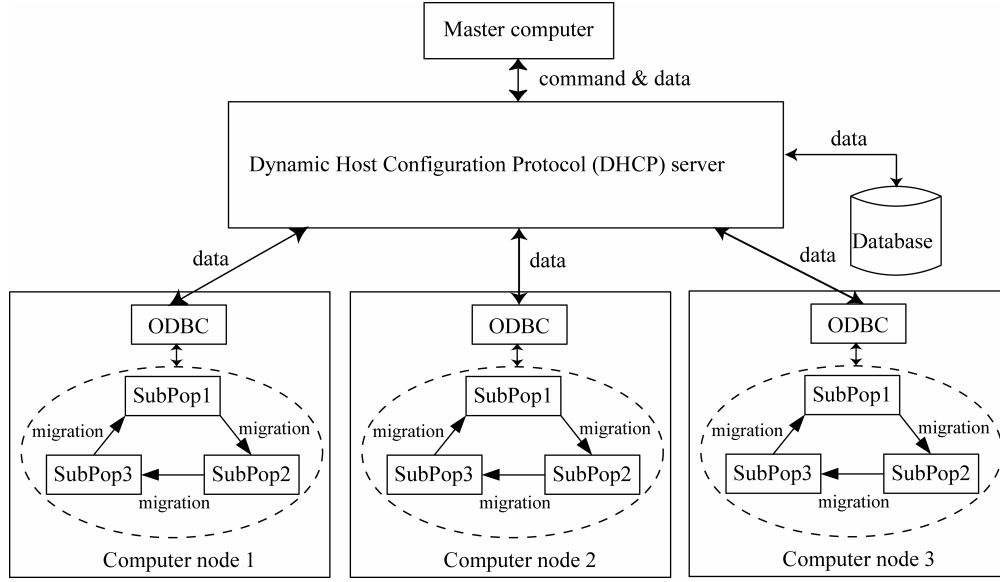 Master computer
command & data
Dynamic Host Configuration Protocol (DHCP) server
data
Database
data
data
data
ODBC
SubPop1
migration
migration
SubPop3
SubPop2
migration
Computer node 1
ODBC
SubPop1
migration
migration
SubPop3
SubPop2
migration
Computer node 2
ODBC
SubPop1
migration
migration
SubPop3
SubPop2
migration
Computer node 3